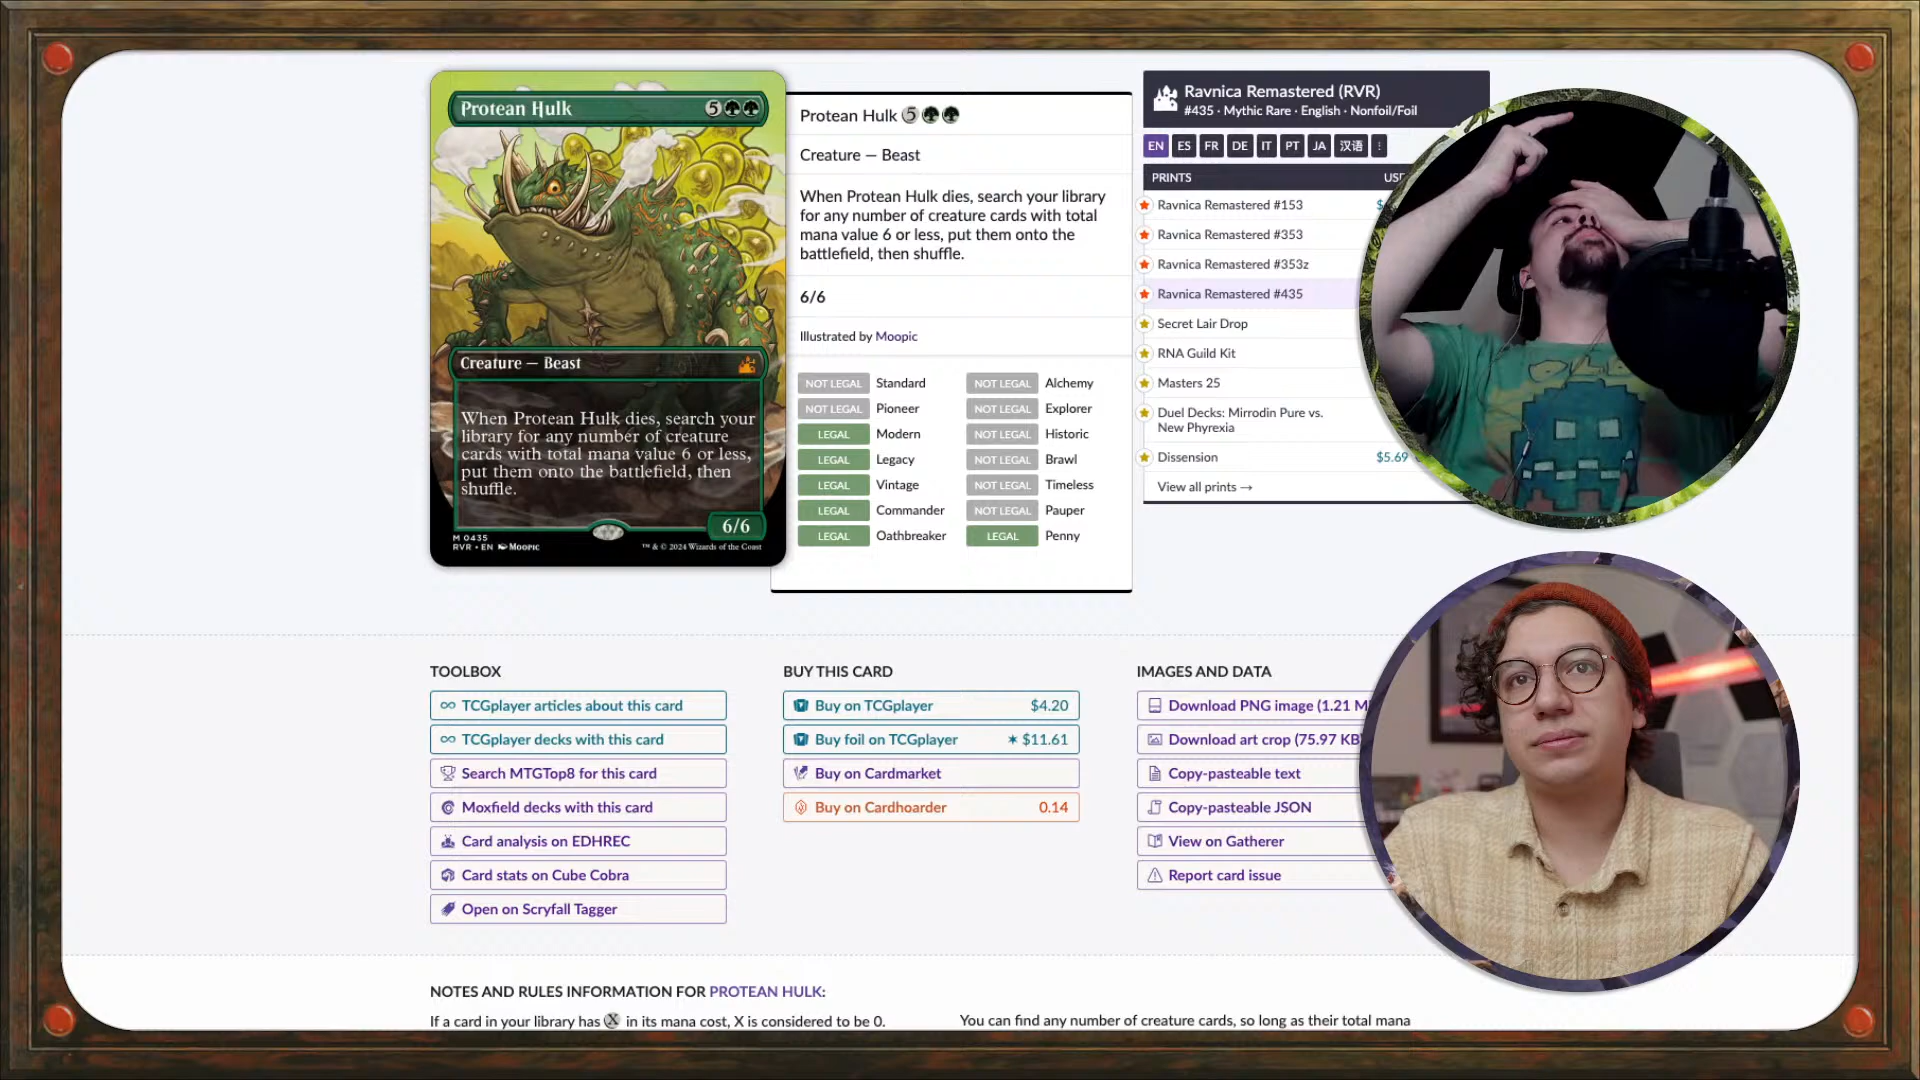 Protean Hulk 5
Creature — Beast
When Protean Hulk dies, search your
library for any number of creature
cards with total mana value 6 or less,
put them onto the battlefield, then
shuffle.
6/6
M 0435
RVR • EN MOOPIC
™ & © 2024 Wizards of the Coast
Protean Hulk 5
Creature — Beast
When Protean Hulk dies, search your library
for any number of creature cards with total
mana value 6 or less, put them onto the
battlefield, then shuffle.
6/6
Illustrated by Moopic
NOT LEGAL Standard NOT LEGAL Alchemy
NOT LEGAL Pioneer NOT LEGAL Explorer
LEGAL Modern NOT LEGAL Historic
LEGAL Legacy NOT LEGAL Brawl
LEGAL Vintage NOT LEGAL Timeless
LEGAL Commander NOT LEGAL Pauper
LEGAL Oathbreaker LEGAL Penny
Ravnica Remastered (RVR)
#435 · Mythic Rare · English · Nonfoil/Foil
EN ES FR DE IT PT JA 汉语
PRINTS
Ravnica Remastered #153
Ravnica Remastered #353
Ravnica Remastered #353z
Ravnica Remastered #435
Secret Lair Drop
RNA Guild Kit
Masters 25
Duel Decks: Mirrodin Pure vs.
New Phyrexia
Dissension $5.69
View all prints →
TOOLBOX
TCGplayer articles about this card
TCGplayer decks with this card
Search MTGTop8 for this card
Moxfield decks with this card
Card analysis on EDHREC
Card stats on Cube Cobra
Open on Scryfall Tagger
BUY THIS CARD
Buy on TCGplayer $4.20
Buy foil on TCGplayer ✶ $11.61
Buy on Cardmarket
Buy on Cardhoarder 0.14
IMAGES AND DATA
Download PNG image (1.21 M
Download art crop (75.97 KB)
Copy-pasteable text
Copy-pasteable JSON
View on Gatherer
Report card issue
NOTES AND RULES INFORMATION FOR PROTEAN HULK:
If a card in your library has X in its mana cost, X is considered to be 0.
You can find any number of creature cards, so long as their total mana